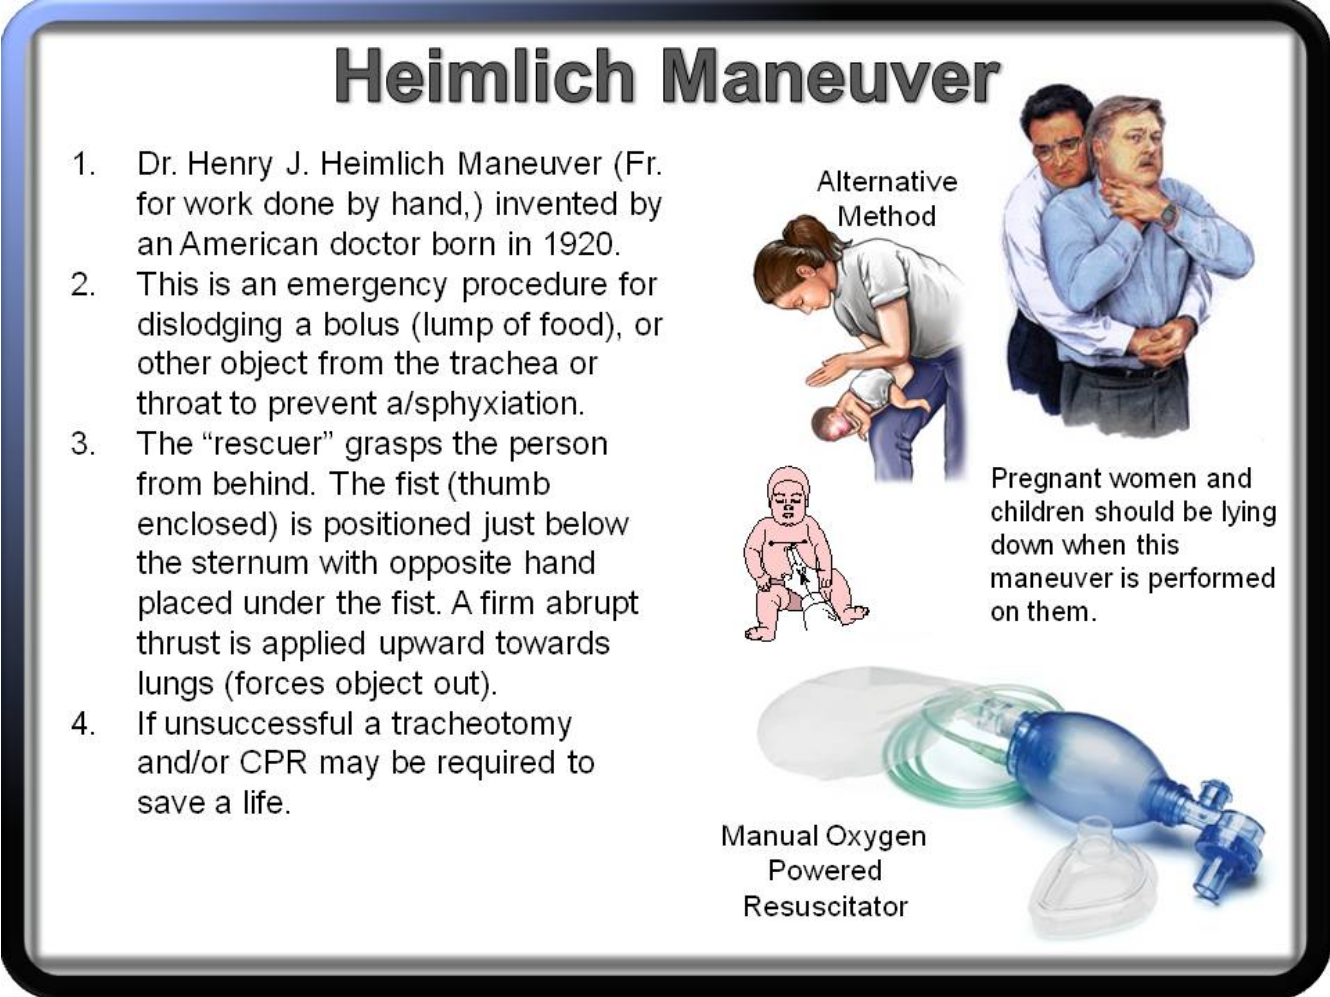 Heimlich Maneuver
1. Dr. Henry J. Heimlich Maneuver (Fr.
for work done by hand,) invented by
an American doctor born in 1920.
2. This is an emergency procedure for
dislodging a bolus (lump of food), or
other object from the trachea or
throat to prevent a/sphyxiation.
3. The “rescuer” grasps the person
from behind. The fist (thumb
enclosed) is positioned just below
the sternum with opposite hand
placed under the fist. A firm abrupt
thrust is applied upward towards
lungs (forces object out).
4. If unsuccessful a tracheotomy
and/or CPR may be required to
save a life.
Alternative
Method
Pregnant women and
children should be lying
down when this
maneuver is performed
on them.
Manual Oxygen
Powered
Resuscitator